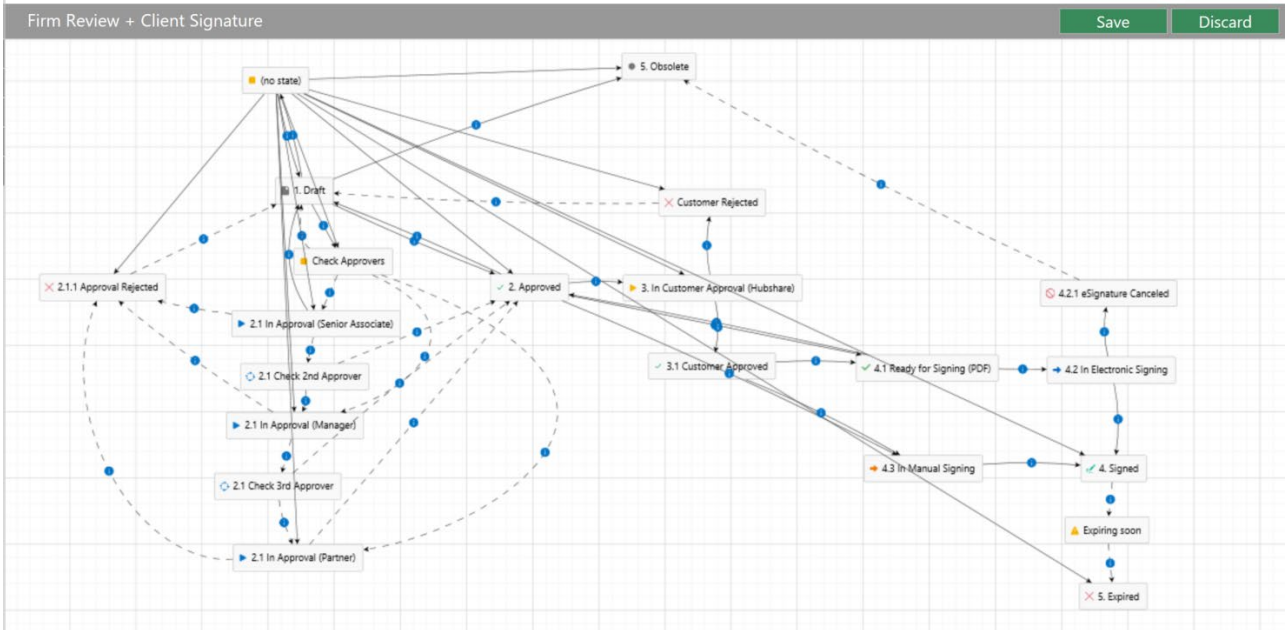 Firm Review + Client Signature
Save
Discard
(no state)
5. Obsolete
1. Draft
Customer Rejected
Check Approvers
2.1.1 Approval Rejected
2. Approved
3. In Customer Approval (Hubshare)
4.2.1 eSignature Canceled
2.1 In Approval (Senior Associate)
3.1 Customer Approved
4.1 Ready for Signing (PDF)
4.2 In Electronic Signing
2.1 Check 2nd Approver
2.1 In Approval (Manager)
4.3 In Manual Signing
4. Signed
2.1 Check 3rd Approver
Expiring soon
2.1 In Approval (Partner)
5. Expired